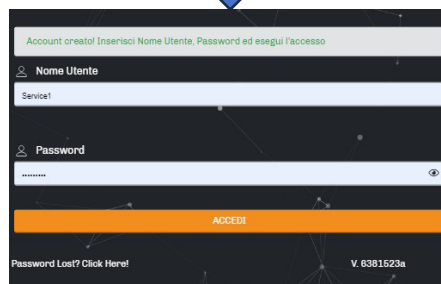 Account creato! Inserisci Nome Utente, Password ed esegui l'accesso
Nome Utente
Service1
Password
.........
ACCEDI
Password Lost? Click Here!
V. 6381523a